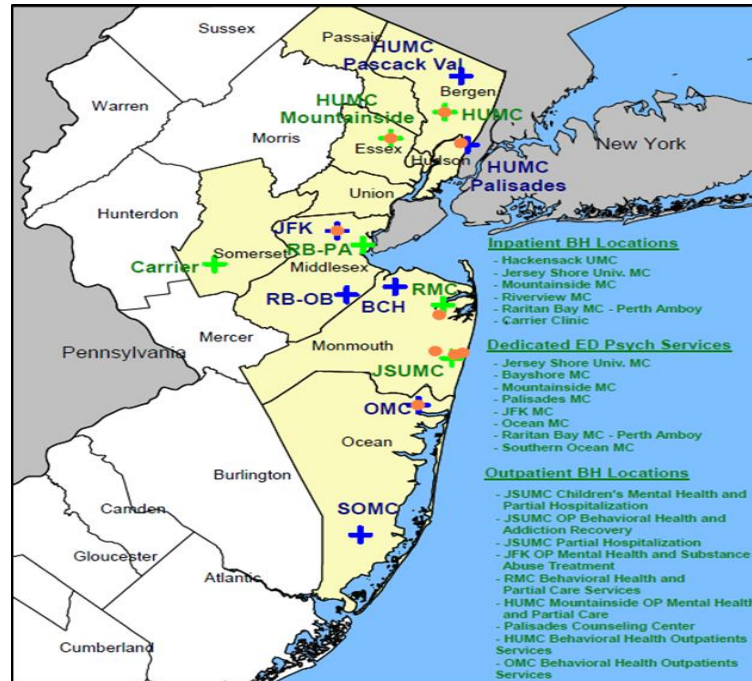 Sussex
Passaic
HUMC
Pascack Val
Bergen
Warren
HUMC
Mountainside
HUMC
Morris
Essex
New York
Hudson
HUMC
Palisades
Union
Hunterdon
JFK
Somerset
RB-PA
Carrier
Middlesex
RMC
RB-OB
BCH
Mercer
Pennsylvania
Monmouth
JSUMC
OMC
Ocean
Burlington
SOMC
Camden
Gloucester
Atlantic
Cumberland
Inpatient BH Locations
- Hackensack UMC
- Jersey Shore Univ. MC
- Mountainside MC
- Riverview MC
- Raritan Bay MC - Perth Amboy
- Carrier Clinic
Dedicated ED Psych Services
- Jersey Shore Univ. MC
- Bayshore MC
- Mountainside MC
- Palisades MC
- JFK MC
- Ocean MC
- Raritan Bay MC - Perth Amboy
- Southern Ocean MC
Outpatient BH Locations
- JSUMC Children's Mental Health and
Partial Hospitalization
- JSUMC OP Behavioral Health and
Addiction Recovery
- JSUMC Partial Hospitalization
- JFK OP Mental Health and Substance
Abuse Treatment
- RMC Behavioral Health and
Partial Care Services
- HUMC Mountainside OP Mental Health
and Partial Care
- Palisades Counseling Center
- HUMC Behavioral Health Outpatients
Services
- OMC Behavioral Health Outpatients
Services